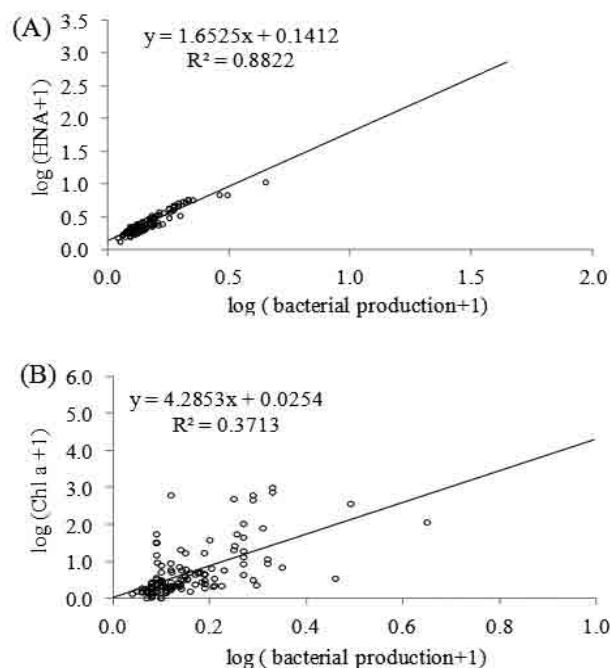 (A)
y = 1.6525x + 0.1412
R² = 0.8822
log (HNA+1)
3.5
3.0
2.5
2.0
1.5
1.0
0.5
0.0
0.0 0.5 1.0 1.5 2.0
log ( bacterial production+1)
(B)
y = 4.2853x + 0.0254
R² = 0.3713
log (Chl a +1)
6.0
5.0
4.0
3.0
2.0
1.0
0.0
0.0 0.2 0.4 0.6 0.8 1.0
log ( bacterial production+1)